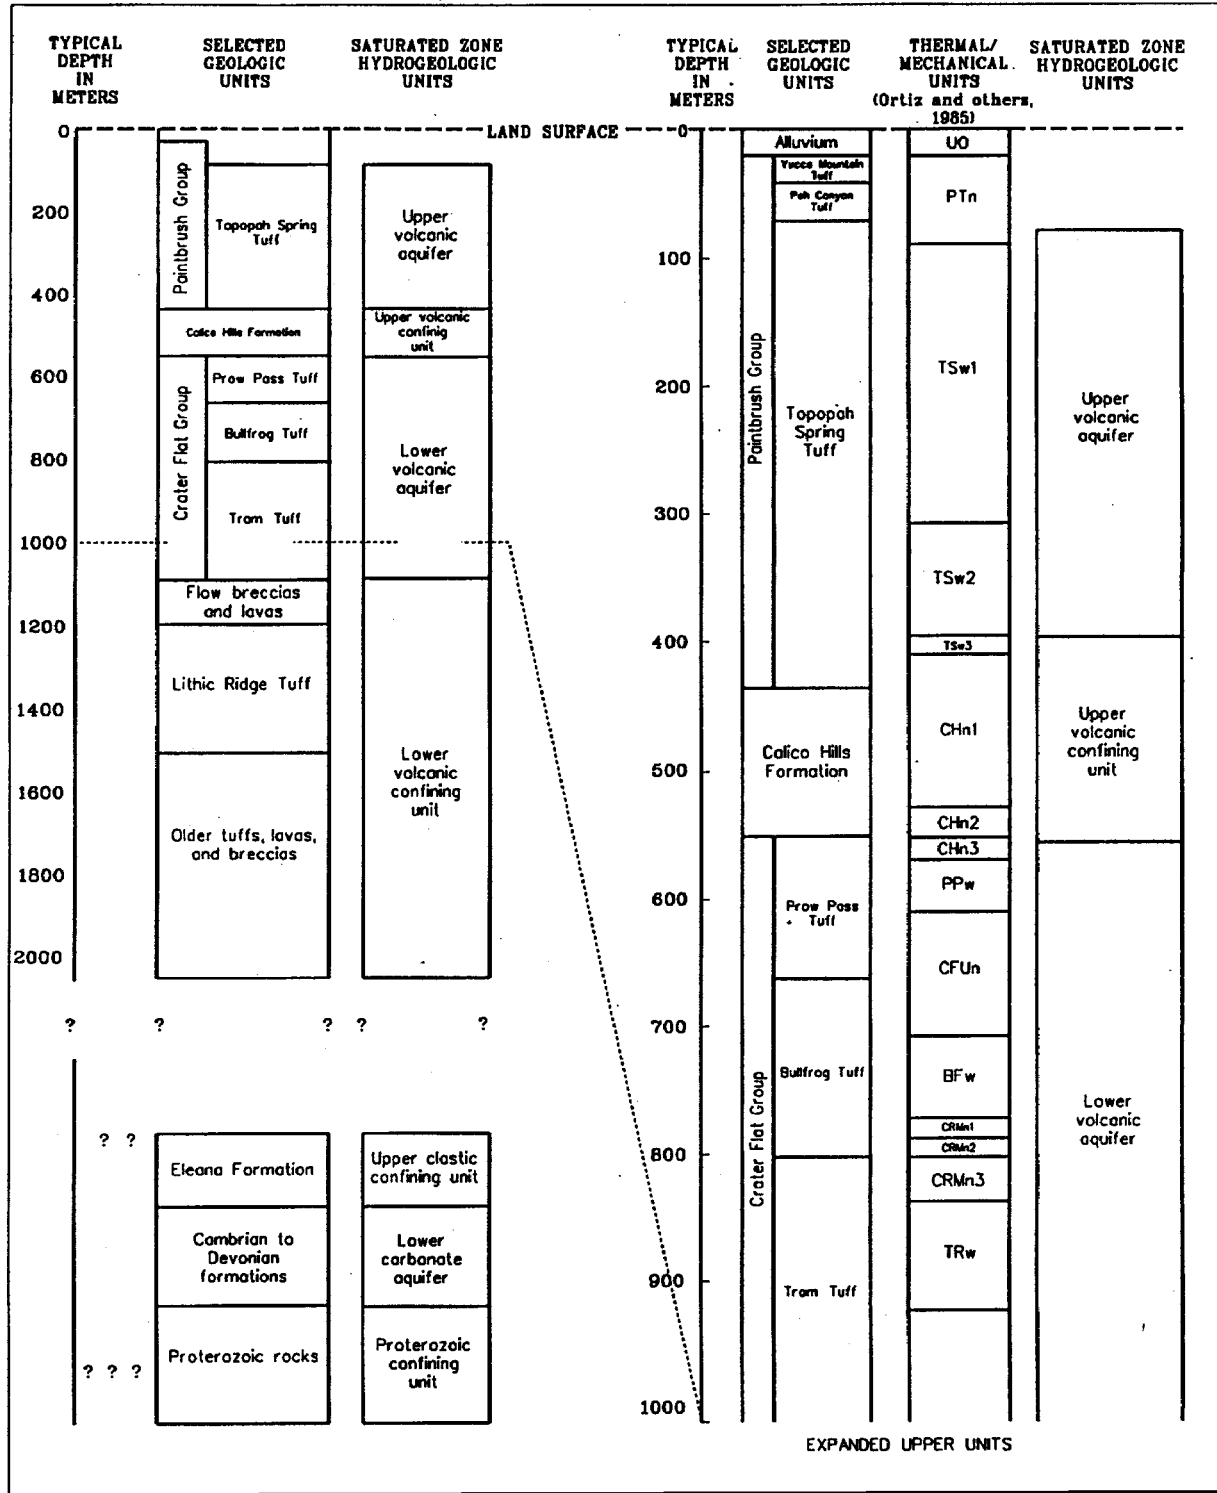 TYPICAL
DEPTH
IN
METERS
SELECTED
GEOLOGIC
UNITS
SATURATED ZONE
HYDROGEOLOGIC
UNITS
0
LAND SURFACE
200
400
600
800
1000
1200
1400
1600
1800
2000
Paintbrush Group
Topopah Spring
Tuff
Calico Hills Formation
Crater Flat Group
Prow Pass Tuff
Bullfrog Tuff
Tram Tuff
Flow breccias
and lavas
Lithic Ridge Tuff
Older tuffs, lavas,
and breccias
Upper
volcanic
aquifer
Upper volcanic
confinig
unit
Lower
volcanic
aquifer
Lower
volcanic
confining
unit
? ? ? ? ?
? ?
Eleana Formation
Upper clastic
confining unit
Cambrian to
Devonian
formations
Lower
carbonate
aquifer
? ? ?
Proterozoic rocks
Proterozoic
confining
unit
TYPICAL
DEPTH
IN
METERS
SELECTED
GEOLOGIC
UNITS
THERMAL/
MECHANICAL
UNITS
(Ortiz and others,
1985)
SATURATED ZONE
HYDROGEOLOGIC
UNITS
0
100
200
300
400
500
600
700
800
900
1000
Alluvium
Paintbrush Group
Yucca Mountain
Tuff
Pah Canyon
Tuff
Topopah
Spring
Tuff
Calico Hills
Formation
Crater Flat Group
Prow Pass
Tuff
Bullfrog Tuff
Tram Tuff
UO
PTn
TSw1
TSw2
TSw3
CHn1
CHn2
CHn3
PPw
CFUn
BFw
CRMn1
CRMn2
CRMn3
TRw
Upper
volcanic
aquifer
Upper
volcanic
confining
unit
Lower
volcanic
aquifer
EXPANDED UPPER UNITS